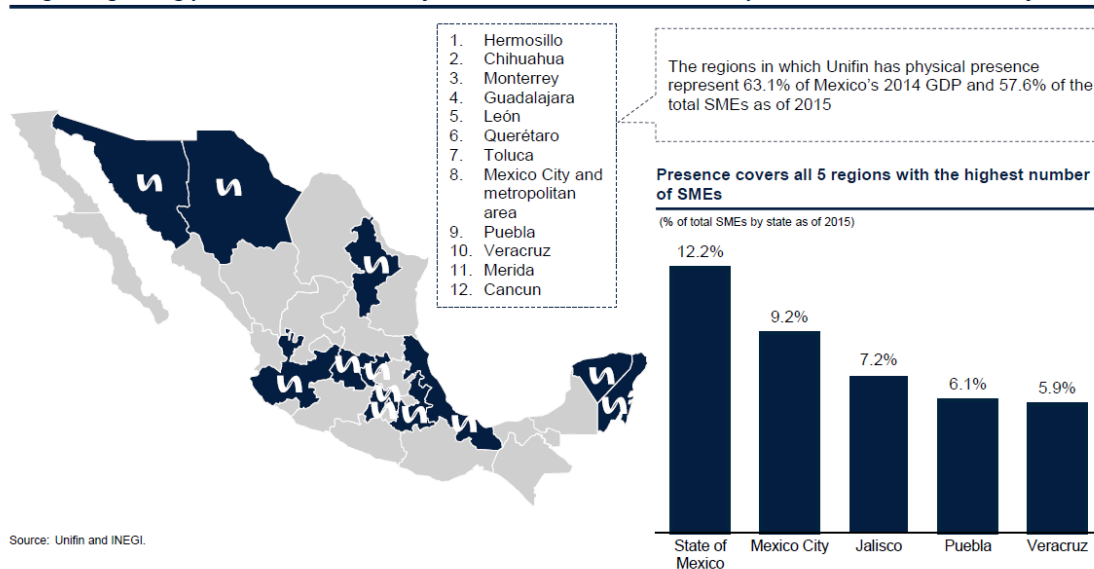 1. Hermosillo
2. Chihuahua
3. Monterrey
4. Guadalajara
5. León
6. Querétaro
7. Toluca
8. Mexico City and
metropolitan
area
9. Puebla
10. Veracruz
11. Merida
12. Cancun
The regions in which Unifin has physical presence
represent 63.1% of Mexico's 2014 GDP and 57.6% of the
total SMEs as of 2015
Presence covers all 5 regions with the highest number
of SMEs
(% of total SMEs by state as of 2015)
12.2%
9.2%
7.2%
6.1%
5.9%
State of
Mexico
Mexico City
Jalisco
Puebla
Veracruz
Source: Unifin and INEGI.